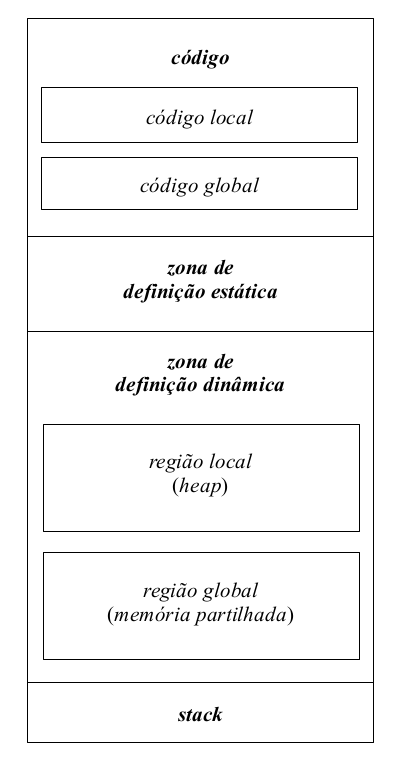 código
código local
código global
zona de
definição estática
zona de
definição dinâmica
região local
(heap)
região global
(memória partilhada)
stack